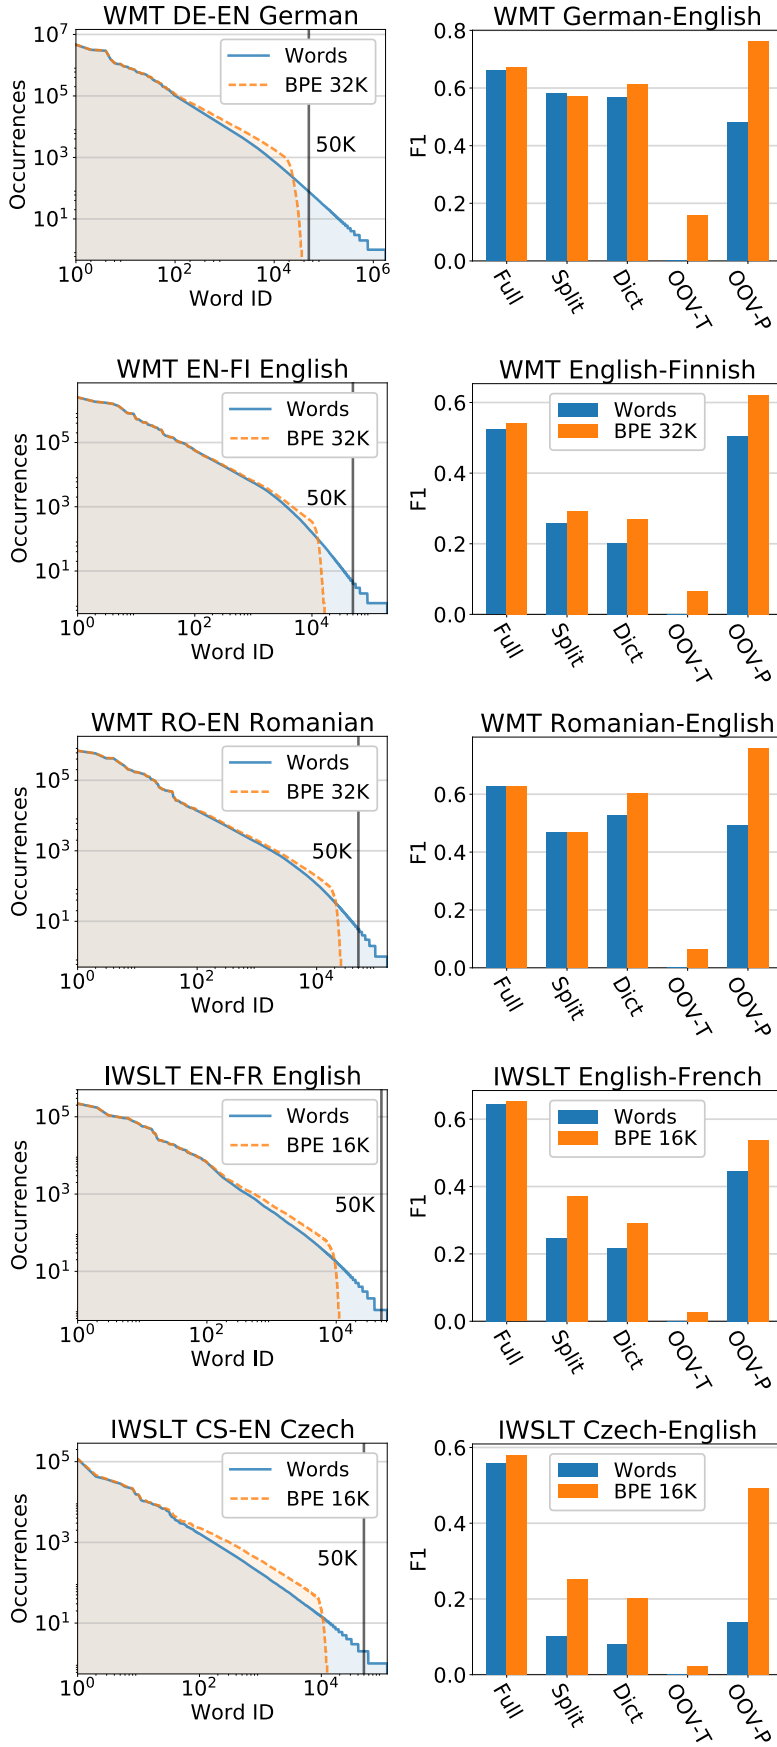 WMT DE-EN German
10^7
10^5
10^3
10^1
Occurrences
Words
BPE 32K
50K
10^0
10^2
10^4
10^6
Word ID
WMT German-English
0.8
0.6
0.4
0.2
0.0
F1
Full
Split
Dict
OOV-T
OOV-P
WMT EN-FI English
10^5
10^3
10^1
Occurrences
Words
BPE 32K
50K
10^0
10^2
10^4
Word ID
WMT English-Finnish
0.6
0.4
0.2
0.0
F1
Words
BPE 32K
Full
Split
Dict
OOV-T
OOV-P
WMT RO-EN Romanian
10^5
10^3
10^1
Occurrences
Words
BPE 32K
50K
10^0
10^2
10^4
Word ID
WMT Romanian-English
0.6
0.4
0.2
0.0
F1
Full
Split
Dict
OOV-T
OOV-P
IWSLT EN-FR English
10^5
10^3
10^1
Occurrences
Words
BPE 16K
50K
10^0
10^2
10^4
Word ID
IWSLT English-French
0.6
0.4
0.2
0.0
F1
Words
BPE 16K
Full
Split
Dict
OOV-T
OOV-P
IWSLT CS-EN Czech
10^5
10^3
10^1
Occurrences
Words
BPE 16K
50K
10^0
10^2
10^4
Word ID
IWSLT Czech-English
0.6
0.4
0.2
0.0
F1
Words
BPE 16K
Full
Split
Dict
OOV-T
OOV-P